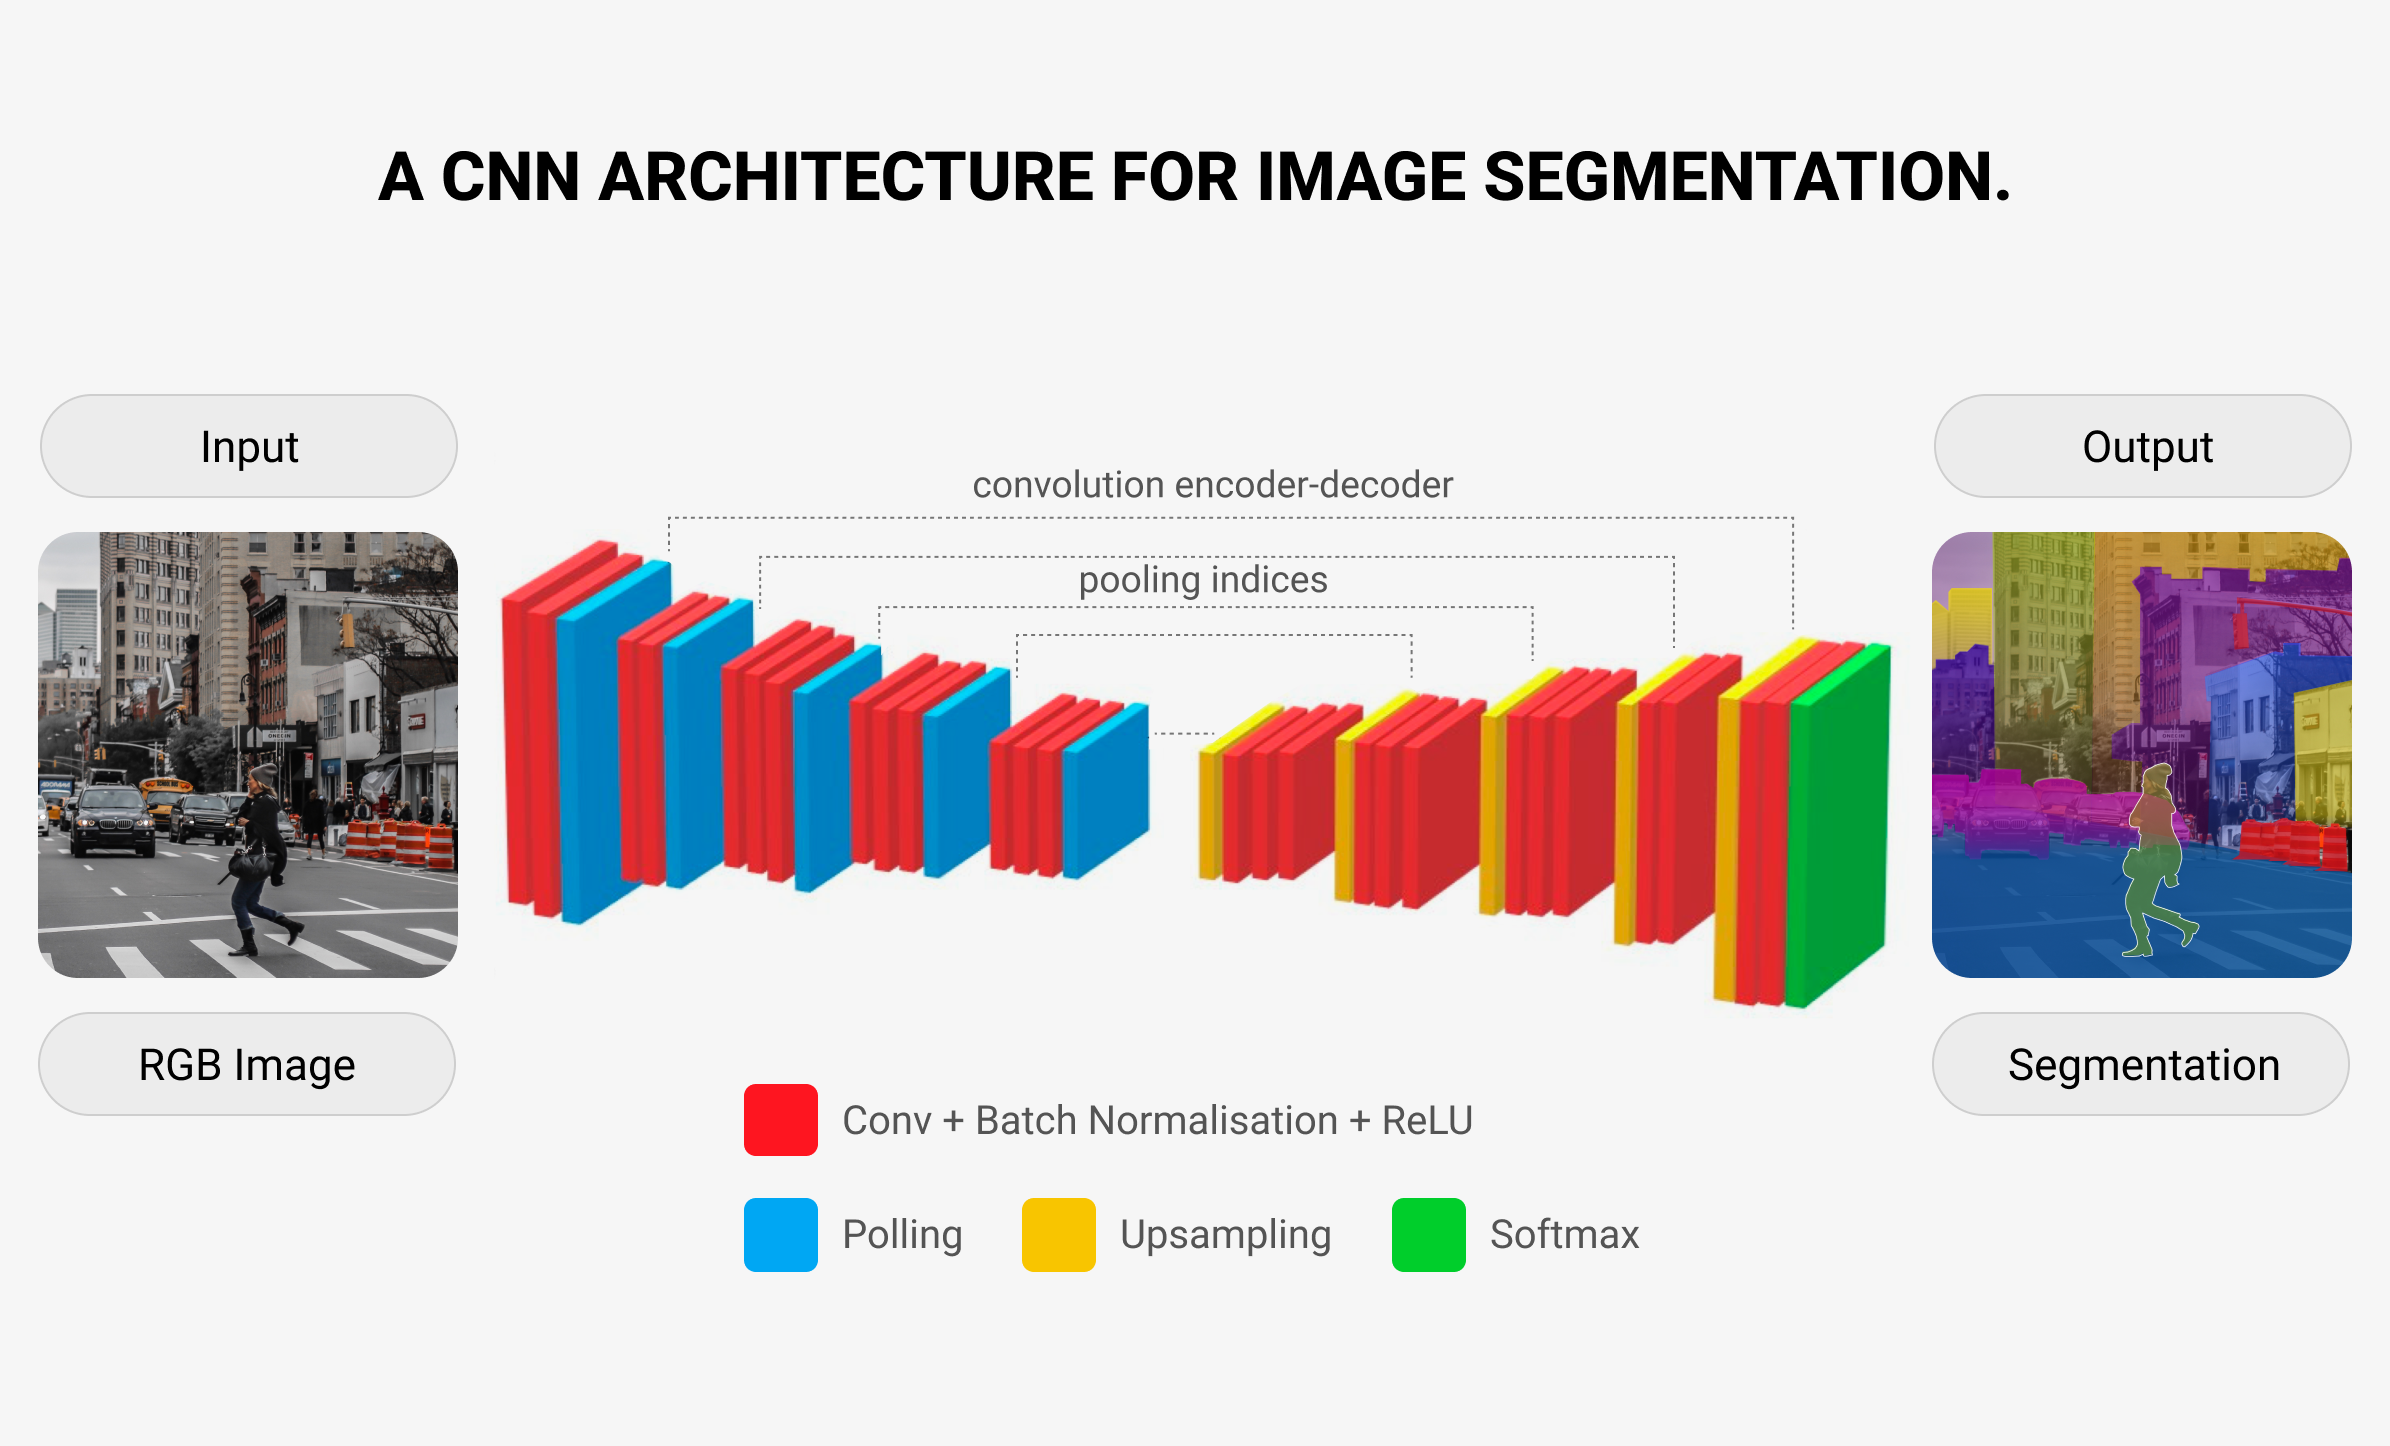 A CNN ARCHITECTURE FOR IMAGE SEGMENTATION.
Input
Output
convolution encoder-decoder
pooling indices
RGB Image
Segmentation
Conv + Batch Normalisation + ReLU
Polling
Upsampling
Softmax